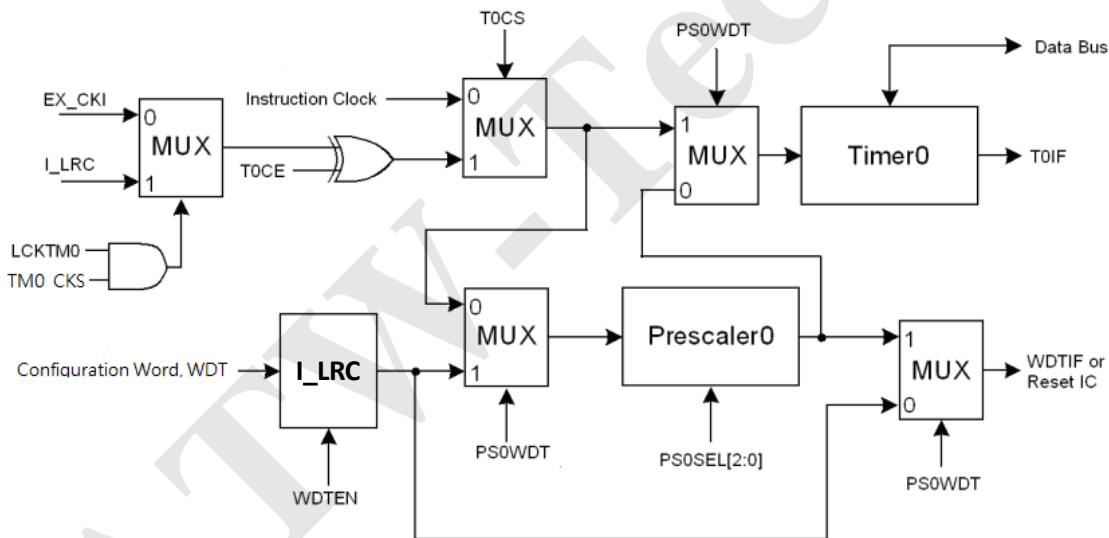 T0CS
PS0WDT
Data Bus
EX_CKI
0
MUX
I_LRC
1
Instruction Clock
0
MUX
1
T0CE
1
MUX
0
Timer0
T0IF
LCKTM0
TM0 CKS
0
MUX
1
Prescaler0
1
MUX
0
WDTIF or
Reset IC
Configuration Word, WDT
I_LRC
PS0WDT
PS0SEL[2:0]
PS0WDT
WDTEN